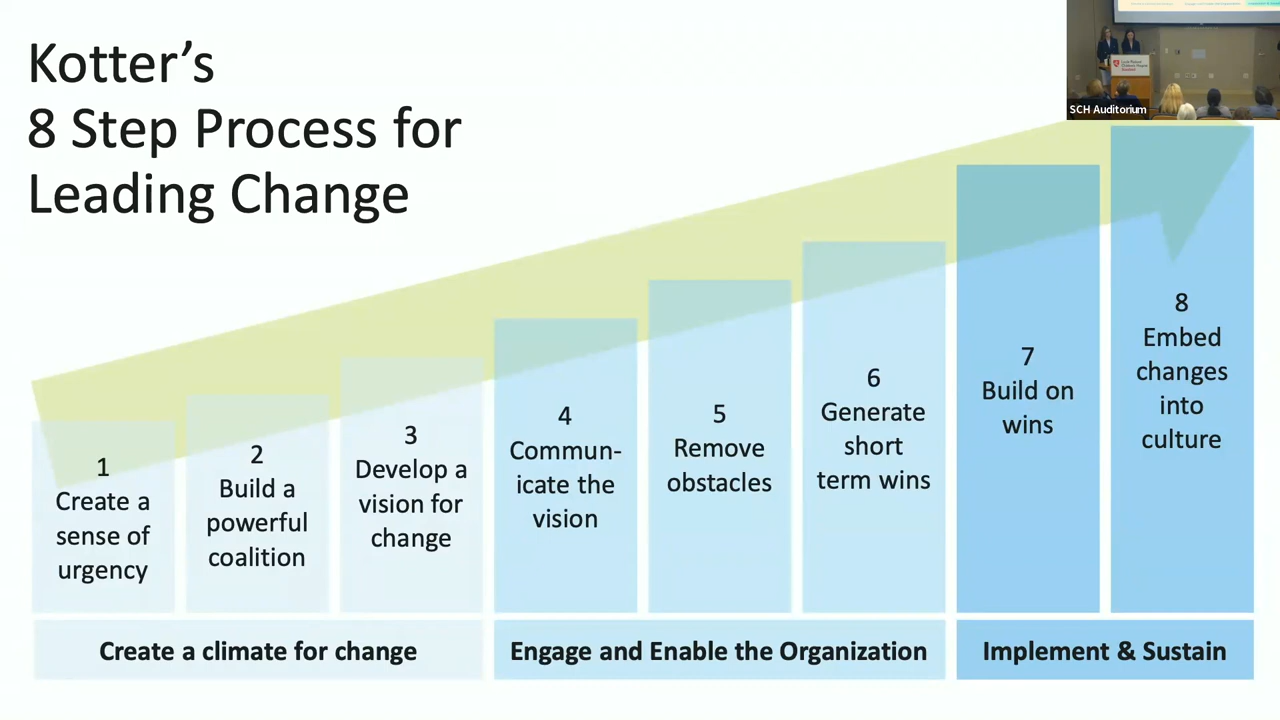 Kotter’s
8 Step Process for
Leading Change
SCH Auditorium
1
Create a
sense of
urgency
2
Build a
powerful
coalition
3
Develop a
vision for
change
4
Commun-
icate the
vision
5
Remove
obstacles
6
Generate
short
term wins
7
Build on
wins
8
Embed
changes
into
culture
Create a climate for change
Engage and Enable the Organization
Implement & Sustain